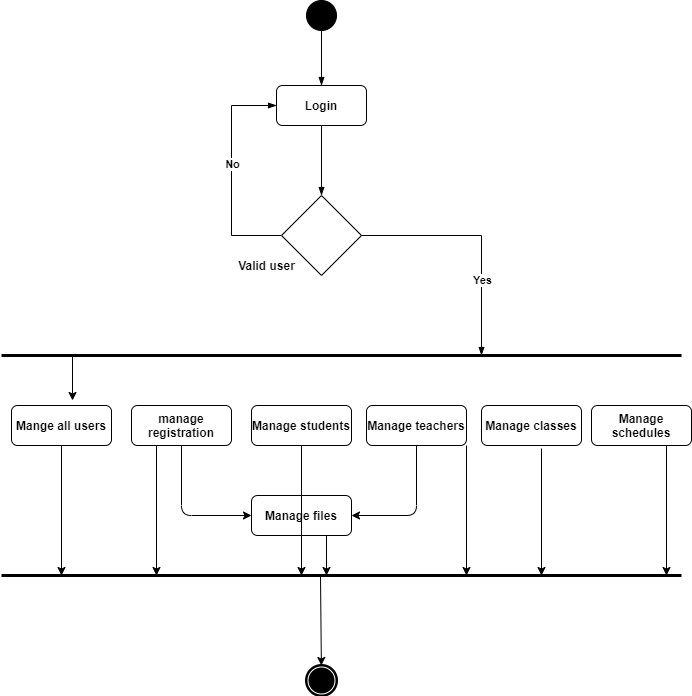 Login
No
Valid user
Yes
Mange all users
manage
registration
Manage students
Manage teachers
Manage classes
Manage
schedules
Manage files